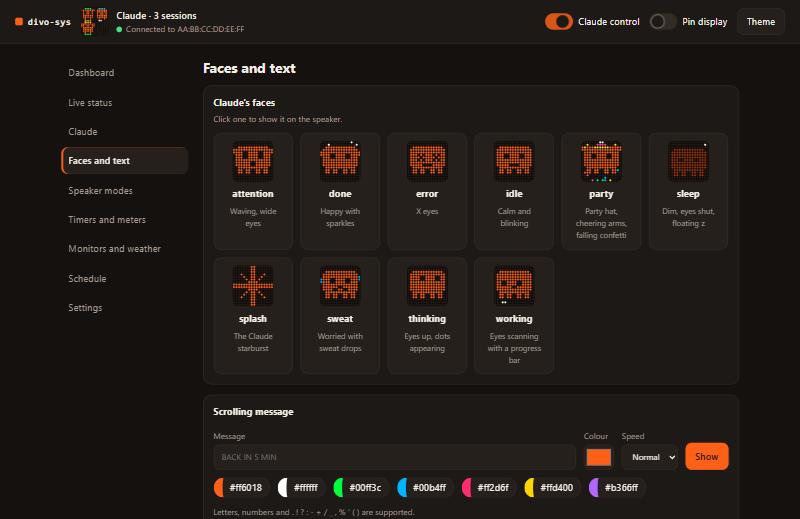 divo-sys
Claude · 3 sessions
Connected to AA:BB:CC:DD:EE:FF
Claude control
Pin display
Theme
Dashboard
Live status
Claude
Faces and text
Speaker modes
Timers and meters
Monitors and weather
Schedule
Settings
Faces and text
Claude's faces
Click one to show it on the speaker.
attention
Waving, wide
eyes
done
Happy with
sparkles
error
X eyes
idle
Calm and
blinking
party
Party hat,
cheering arms,
falling confetti
sleep
Dim, eyes shut,
floating z
splash
The Claude
starburst
sweat
Worried with
sweat drops
thinking
Eyes up, dots
appearing
working
Eyes scanning
with a progress
bar
Scrolling message
Message
Colour
Speed
BACK IN 5 MIN
Normal
Show
#ff6018
#ffffff
#00ff3c
#00b4ff
#ff2d6f
#ffd400
#b366ff
Letters, numbers and . ! ? : - + / _ , % ' ( ) are supported.